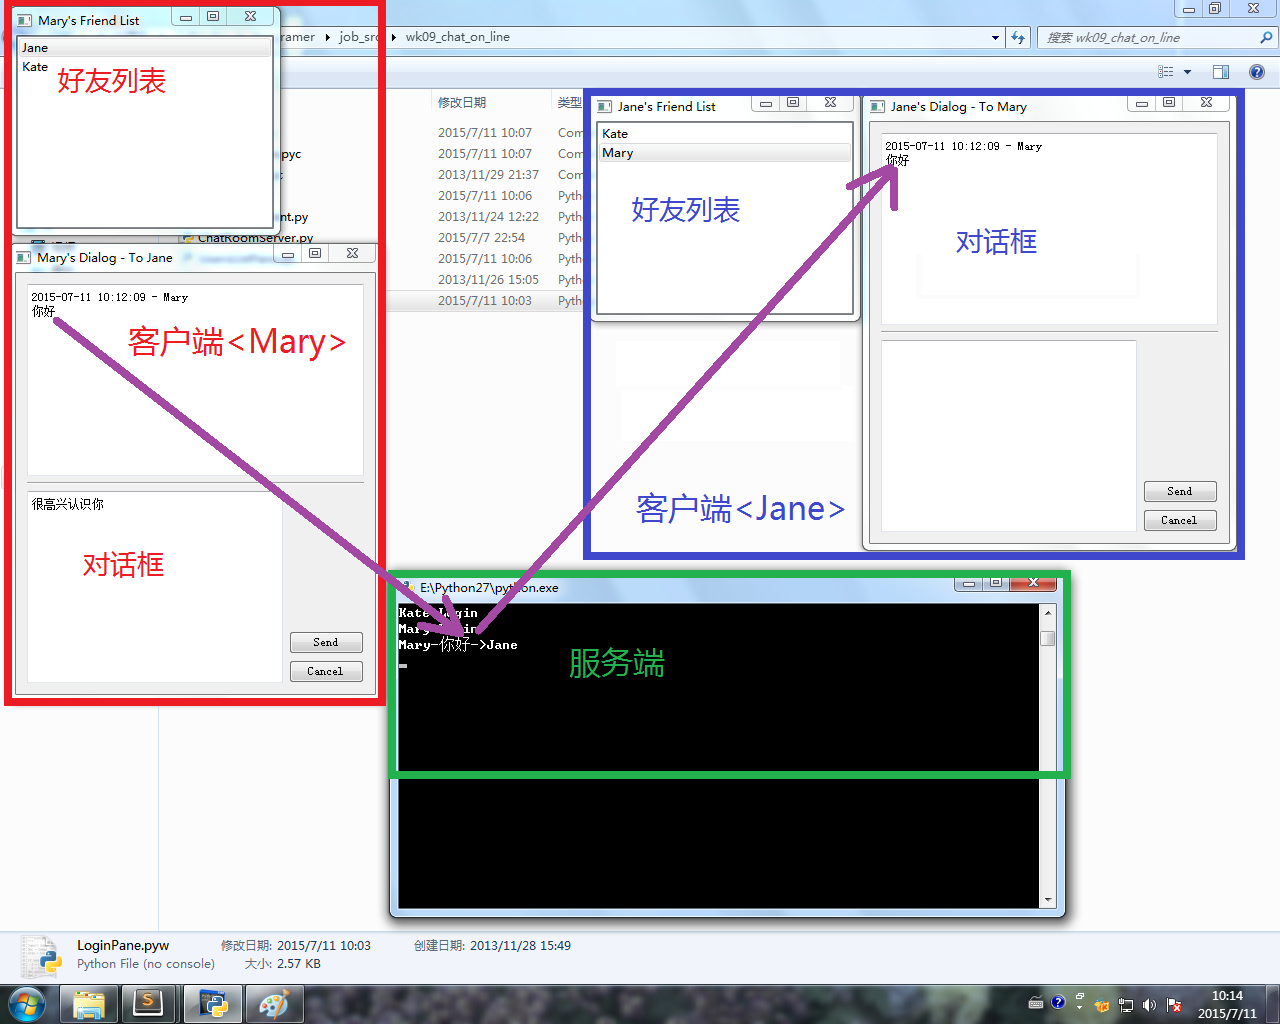 Mary's Friend List
Jane
Kate
好友列表
ramer
job_src
wk09_chat_on_line
搜索 wk09_chat_on_line
修改日期
类型
2015/7/11 10:07
Com
2015/7/11 10:07
Com
2013/11/29 21:37
Com
2015/7/11 10:06
Pyth
2013/11/24 12:22
Pyth
2015/7/7 22:54
Pyth
2015/7/11 10:06
Pyth
2013/11/26 15:05
Pyth
2015/7/11 10:03
Pyth
pyc
nt.py
ChatRoomServer.py
Mary's Dialog - To Jane
2015-07-11 10:12:09 - Mary
你好
客户端<Mary>
很高兴认识你
对话框
Send
Cancel
Jane's Friend List
Kate
Mary
好友列表
客户端<Jane>
Jane's Dialog - To Mary
2015-07-11 10:12:09 - Mary
你好
对话框
Send
Cancel
E:\Python27\python.exe
Kate Login
Mary Login
Mary-你好->Jane
服务端
LoginPane.pyw
修改日期: 2015/7/11 10:03
创建日期: 2013/11/28 15:49
Python File (no console)
大小: 2.57 KB
10:14
2015/7/11